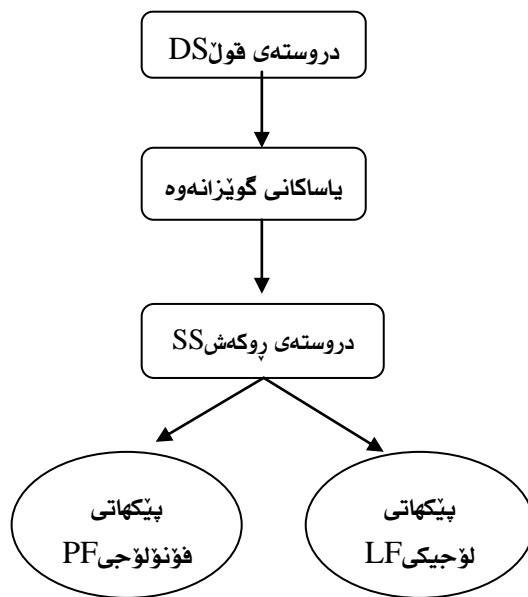 دروستەی قوڵDS
یاساکانی گوێزانەوە
دروستەی ڕوکەشSS
پێکهاتی
لۆجیکیLF
پێکهاتی
فۆنۆلۆجیPF